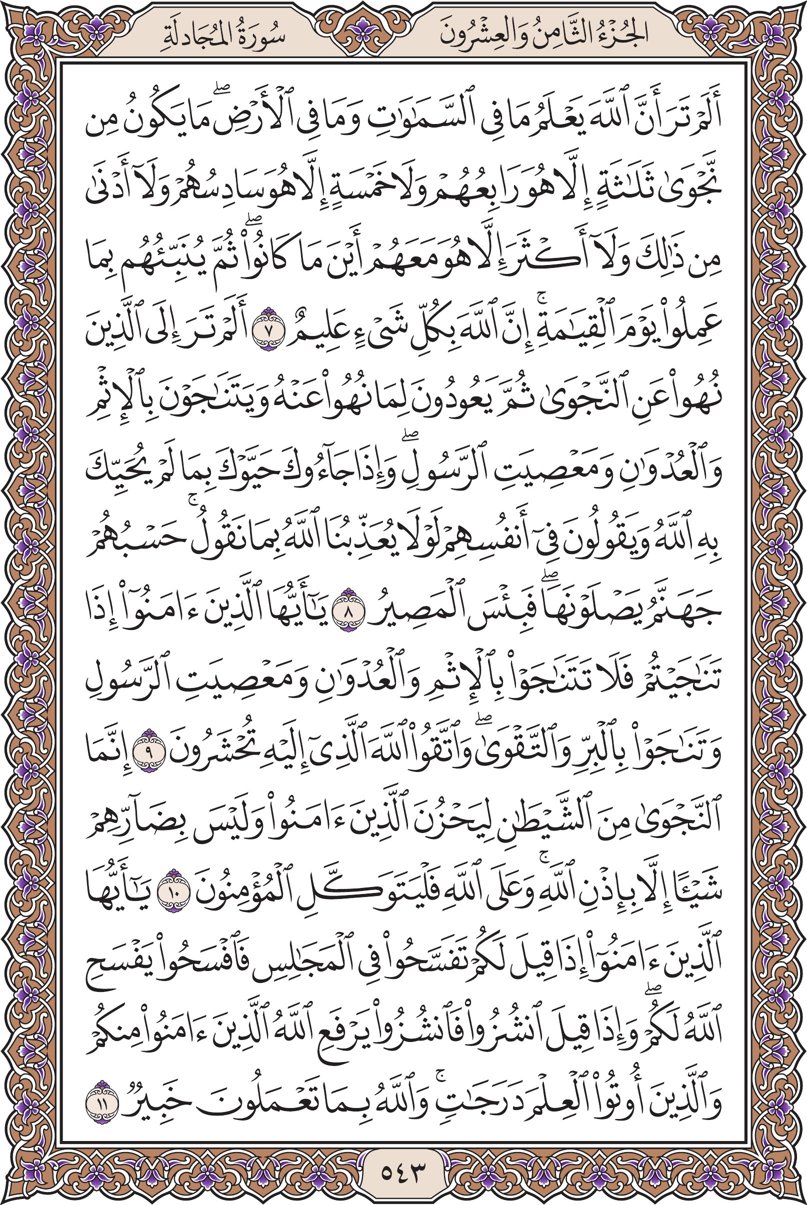 الجُزْءُ الثَّامِنُ وَالعِشْرُونَ
سُورَةُ المُجَادلَةِ
أَلَمْ تَرَ أَنَّ ٱللَّهَ يَعْلَمُ مَا فِي ٱلسَّمَٰوَٰتِ وَمَا فِي ٱلْأَرْضِۖ مَا يَكُونُ مِن
نَّجْوَىٰ ثَلَٰثَةٍ إِلَّا هُوَ رَابِعُهُمْ وَلَا خَمْسَةٍ إِلَّا هُوَ سَادِسُهُمْ وَلَآ أَدْنَىٰ
مِن ذَٰلِكَ وَلَآ أَكْثَرَ إِلَّا هُوَ مَعَهُمْ أَيْنَ مَا كَانُوا۟ۖ ثُمَّ يُنَبِّئُهُم بِمَا
عَمِلُوا۟ يَوْمَ ٱلْقِيَٰمَةِۚ إِنَّ ٱللَّهَ بِكُلِّ شَىْءٍ عَلِيمٌ ٧ أَلَمْ تَرَ إِلَى ٱلَّذِينَ
نُهُوا۟ عَنِ ٱلنَّجْوَىٰ ثُمَّ يَعُودُونَ لِمَا نُهُوا۟ عَنْهُ وَيَتَنَٰجَوْنَ بِٱلْإِثْمِ
وَٱلْعُدْوَٰنِ وَمَعْصِيَتِ ٱلرَّسُولِۖ وَإِذَا جَآءُوكَ حَيَّوْكَ بِمَا لَمْ يُحَيِّكَ
بِهِ ٱللَّهُ وَيَقُولُونَ فِىٓ أَنفُسِهِمْ لَوْلَا يُعَذِّبُنَا ٱللَّهُ بِمَا نَقُولُۚ حَسْبُهُمْ
جَهَنَّمُ يَصْلَوْنَهَاۖ فَبِئْسَ ٱلْمَصِيرُ ٨ يَٰٓأَيُّهَا ٱلَّذِينَ ءَامَنُوٓا۟ إِذَا
تَنَٰجَيْتُمْ فَلَا تَتَنَٰجَوْا۟ بِٱلْإِثْمِ وَٱلْعُدْوَٰنِ وَمَعْصِيَتِ ٱلرَّسُولِ
وَتَنَٰجَوْا۟ بِٱلْبِرِّ وَٱلتَّقْوَىٰۖ وَٱتَّقُوا۟ ٱللَّهَ ٱلَّذِىٓ إِلَيْهِ تُحْشَرُونَ ٩ إِنَّمَا
ٱلنَّجْوَىٰ مِنَ ٱلشَّيْطَٰنِ لِيَحْزُنَ ٱلَّذِينَ ءَامَنُوا۟ وَلَيْسَ بِضَآرِّهِمْ
شَيْـًٔا إِلَّا بِإِذْنِ ٱللَّهِۚ وَعَلَى ٱللَّهِ فَلْيَتَوَكَّلِ ٱلْمُؤْمِنُونَ ١٠ يَٰٓأَيُّهَا
ٱلَّذِينَ ءَامَنُوٓا۟ إِذَا قِيلَ لَكُمْ تَفَسَّحُوا۟ فِى ٱلْمَجَٰلِسِ فَٱفْسَحُوا۟ يَفْسَحِ
ٱللَّهُ لَكُمْۖ وَإِذَا قِيلَ ٱنشُزُوا۟ فَٱنشُزُوا۟ يَرْفَعِ ٱللَّهُ ٱلَّذِينَ ءَامَنُوا۟ مِنكُمْ
وَٱلَّذِينَ أُوتُوا۟ ٱلْعِلْمَ دَرَجَٰتٍۚ وَٱللَّهُ بِمَا تَعْمَلُونَ خَبِيرٌ ١١
٥٤٣